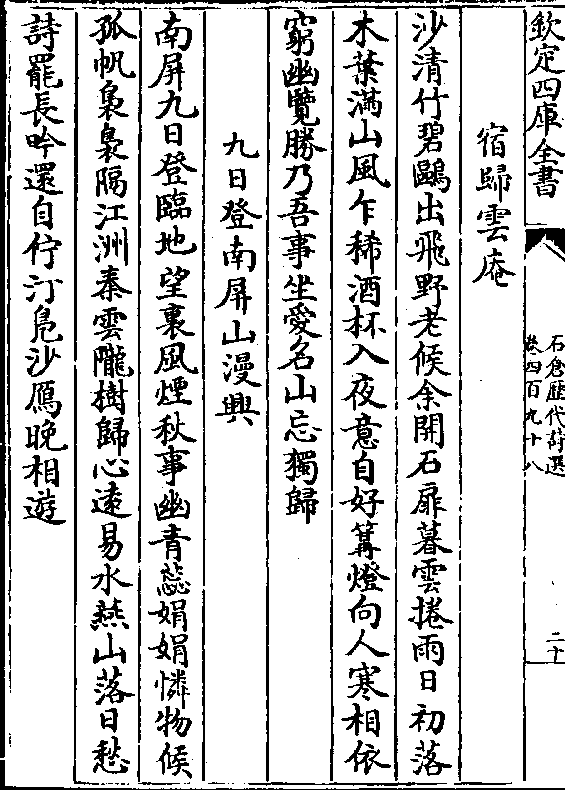 欽定四庫全書
石倉歷代詩選
卷四百九十八
二十
宿歸雲庵
沙清竹碧鷗出飛野老候余開石扉暮雲捲雨日初落
木葉滿山風乍稀酒杯入夜意自好篝燈向人寒相依
窮幽覽勝乃吾事坐愛名山忘獨歸
九日登南屏山漫興
南屏九日登臨地望裏風煙秋事幽青蕊娟娟憐物候
孤帆裊裊隔江洲秦雲隴樹歸心遠易水燕山落日愁
詩罷長吟還自佇汀鳧沙鴈晚相遊